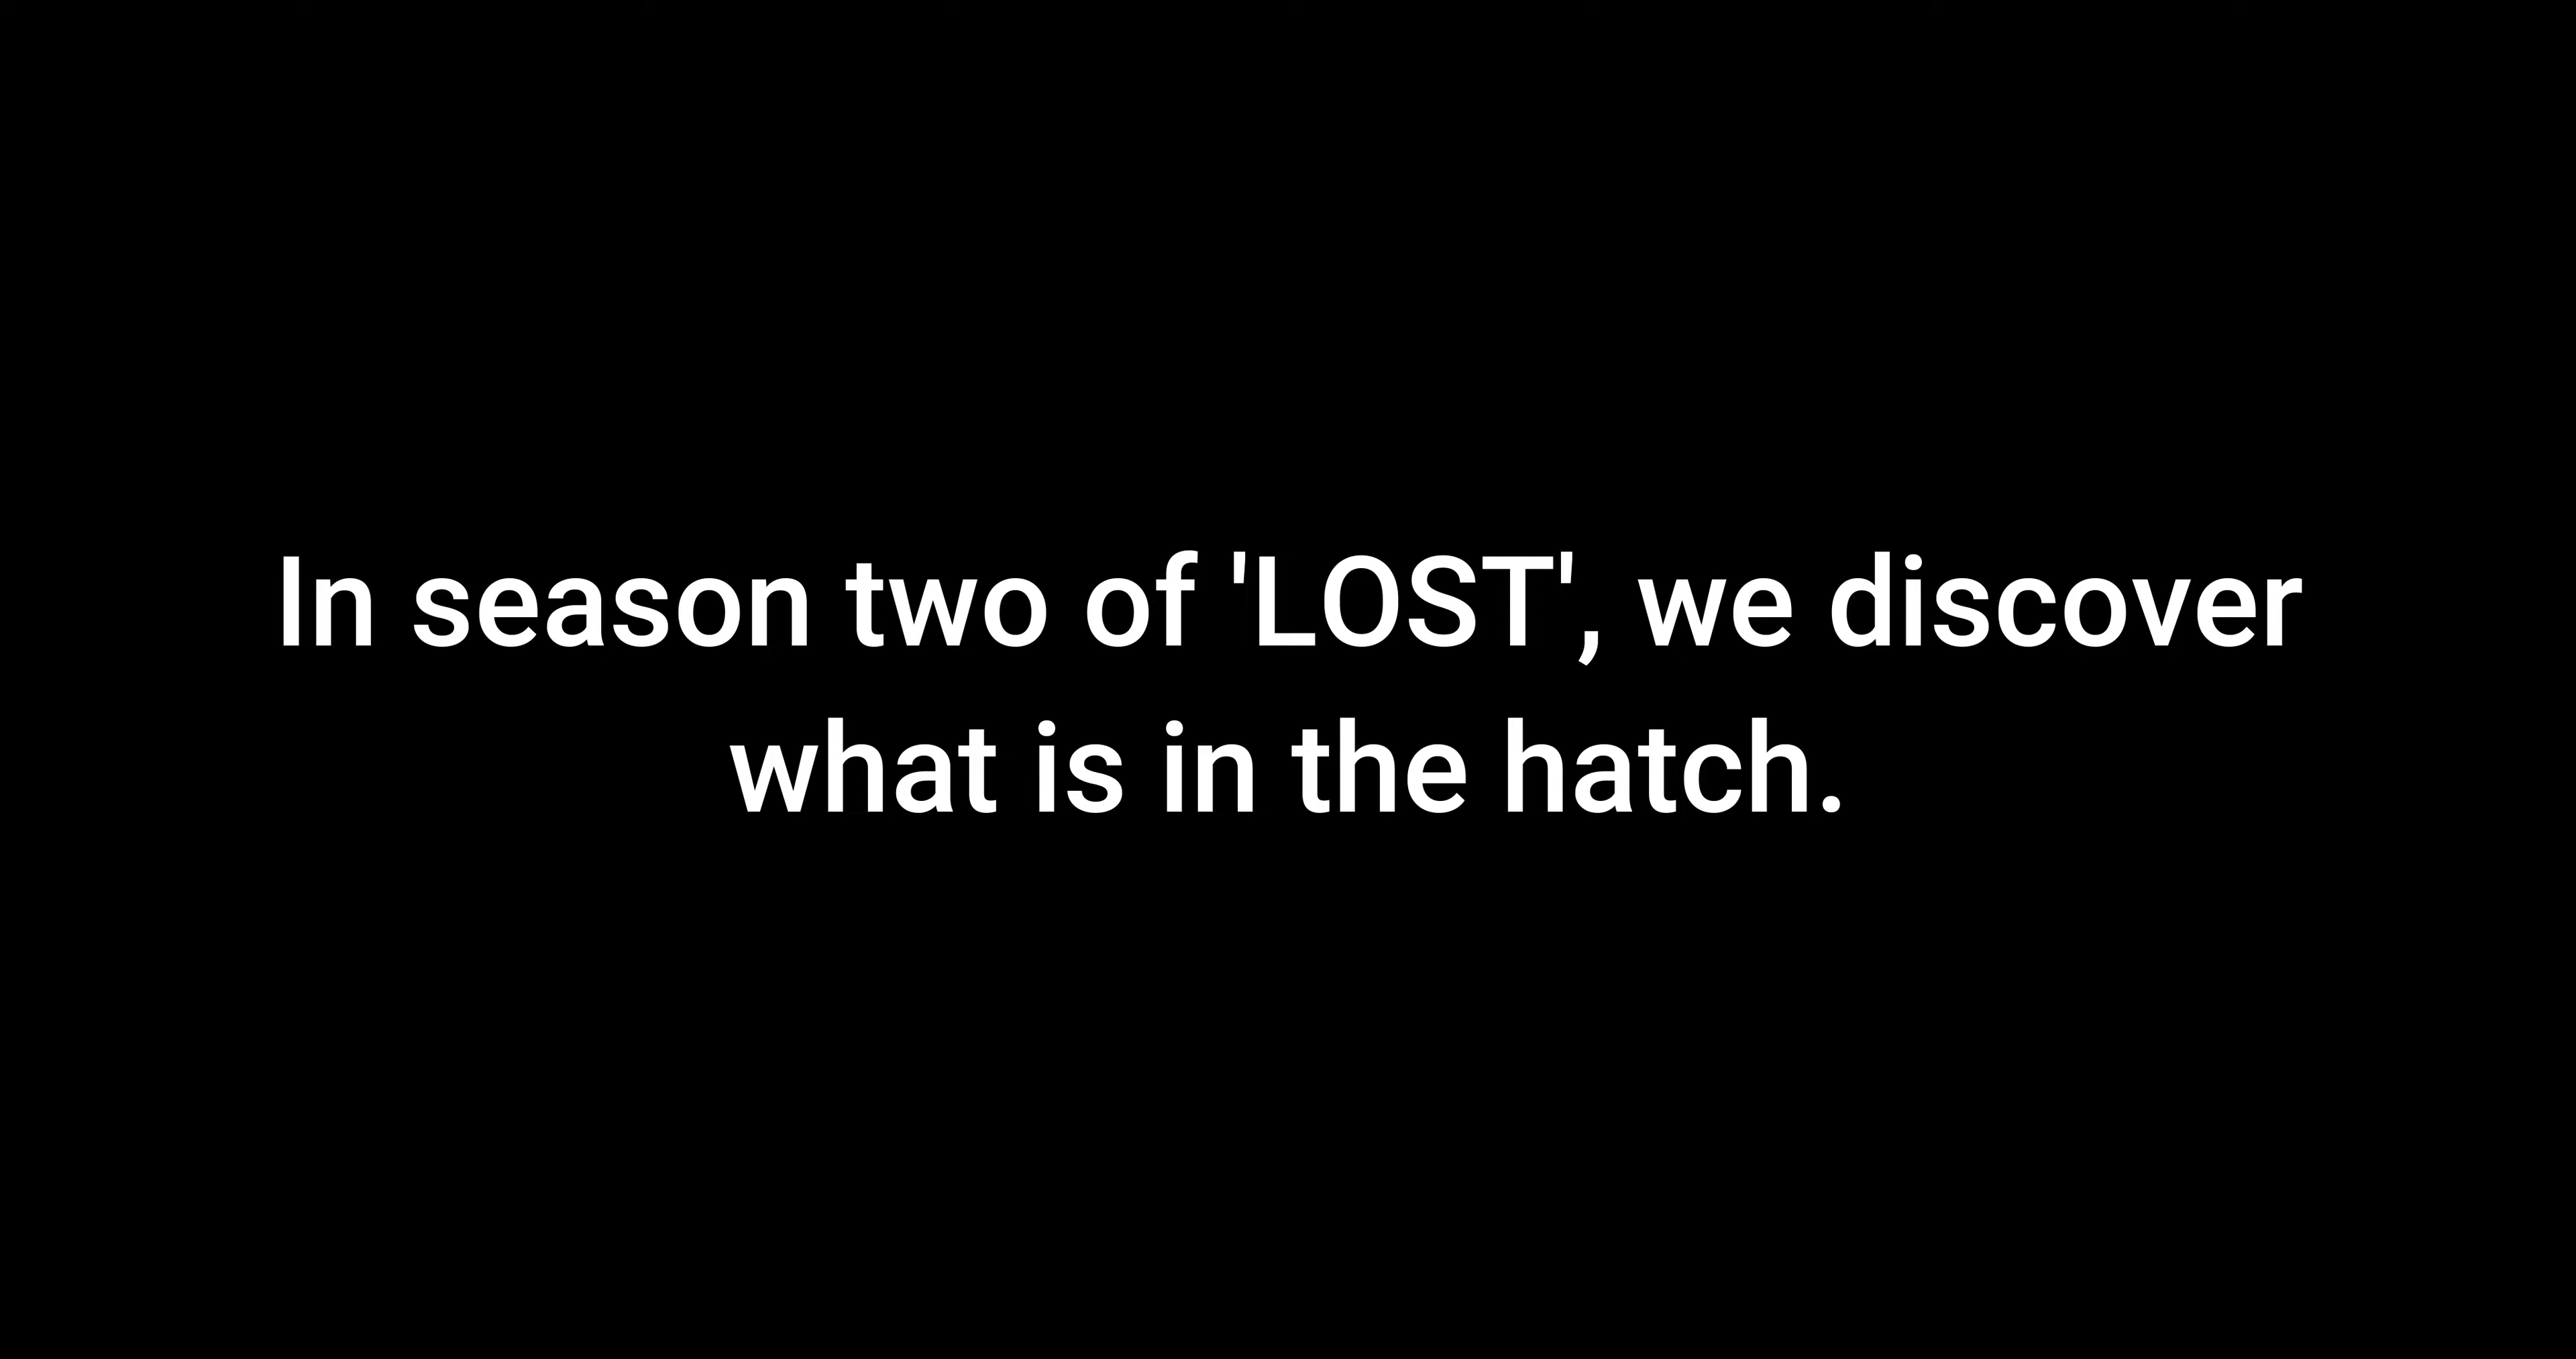 In season two of 'LOST', we discover
what is in the hatch.